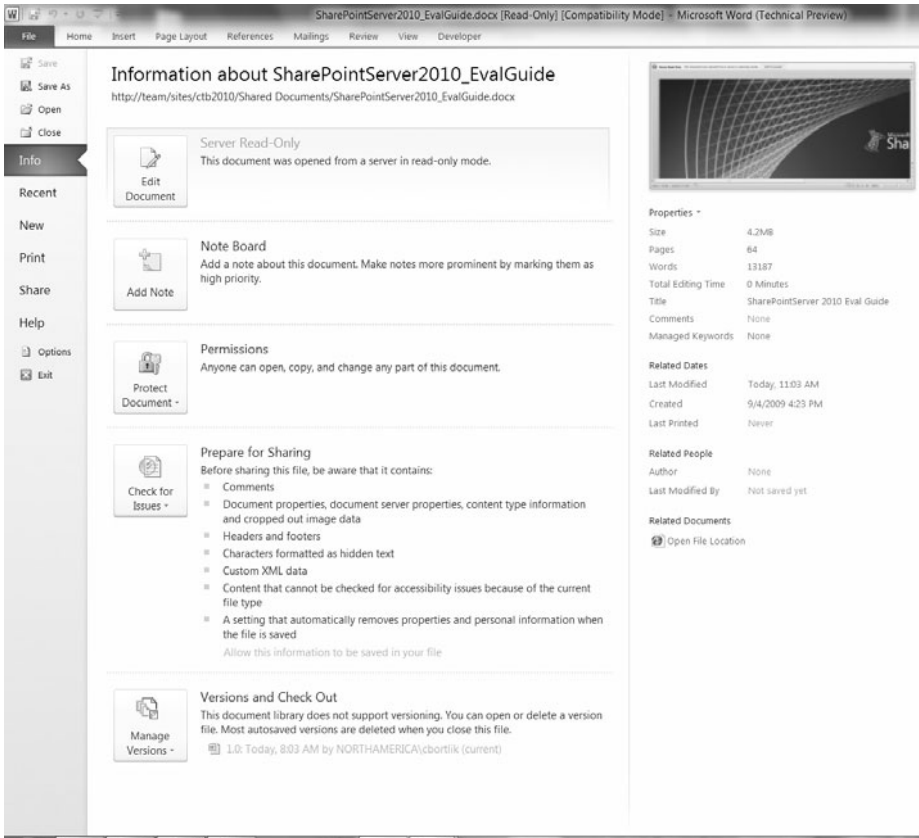 SharePointServer2010_EvalGuide.docx [Read-Only] [Compatibility Mode] - Microsoft Word (Technical Preview)
File Home Insert Page Layout References Mailings Review View Developer
Save
Save As
Open
Close
Info
Recent
New
Print
Share
Help
Options
Exit
Information about SharePointServer2010_EvalGuide
http://team/sites/ctb2010/Shared Documents/SharePointServer2010_EvalGuide.docx
Edit
Document
Server Read-Only
This document was opened from a server in read-only mode.
Add Note
Note Board
Add a note about this document. Make notes more prominent by marking them as
high priority.
Protect
Document
Permissions
Anyone can open, copy, and change any part of this document.
Check for
Issues
Prepare for Sharing
Before sharing this file, be aware that it contains:
Comments
Document properties, document server properties, content type information
and cropped out image data
Headers and footers
Characters formatted as hidden text
Custom XML data
Content that cannot be checked for accessibility issues because of the current
file type
A setting that automatically removes properties and personal information when
the file is saved
Allow this information to be saved in your file
Manage
Versions
Versions and Check Out
This document library does not support versioning. You can open or delete a version
file. Most autosaved versions are deleted when you close this file.
1.0: Today, 8:03 AM by NORTHAMERICA\cbortlik (current)
Microsoft
Sha
Properties
Size 4.2MB
Pages 64
Words 13187
Total Editing Time 0 Minutes
Title SharePointServer 2010 Eval Guide
Comments None
Managed Keywords None
Related Dates
Last Modified Today, 11:03 AM
Created 9/4/2009 4:23 PM
Last Printed Never
Related People
Author None
Last Modified By Not saved yet
Related Documents
Open File Location